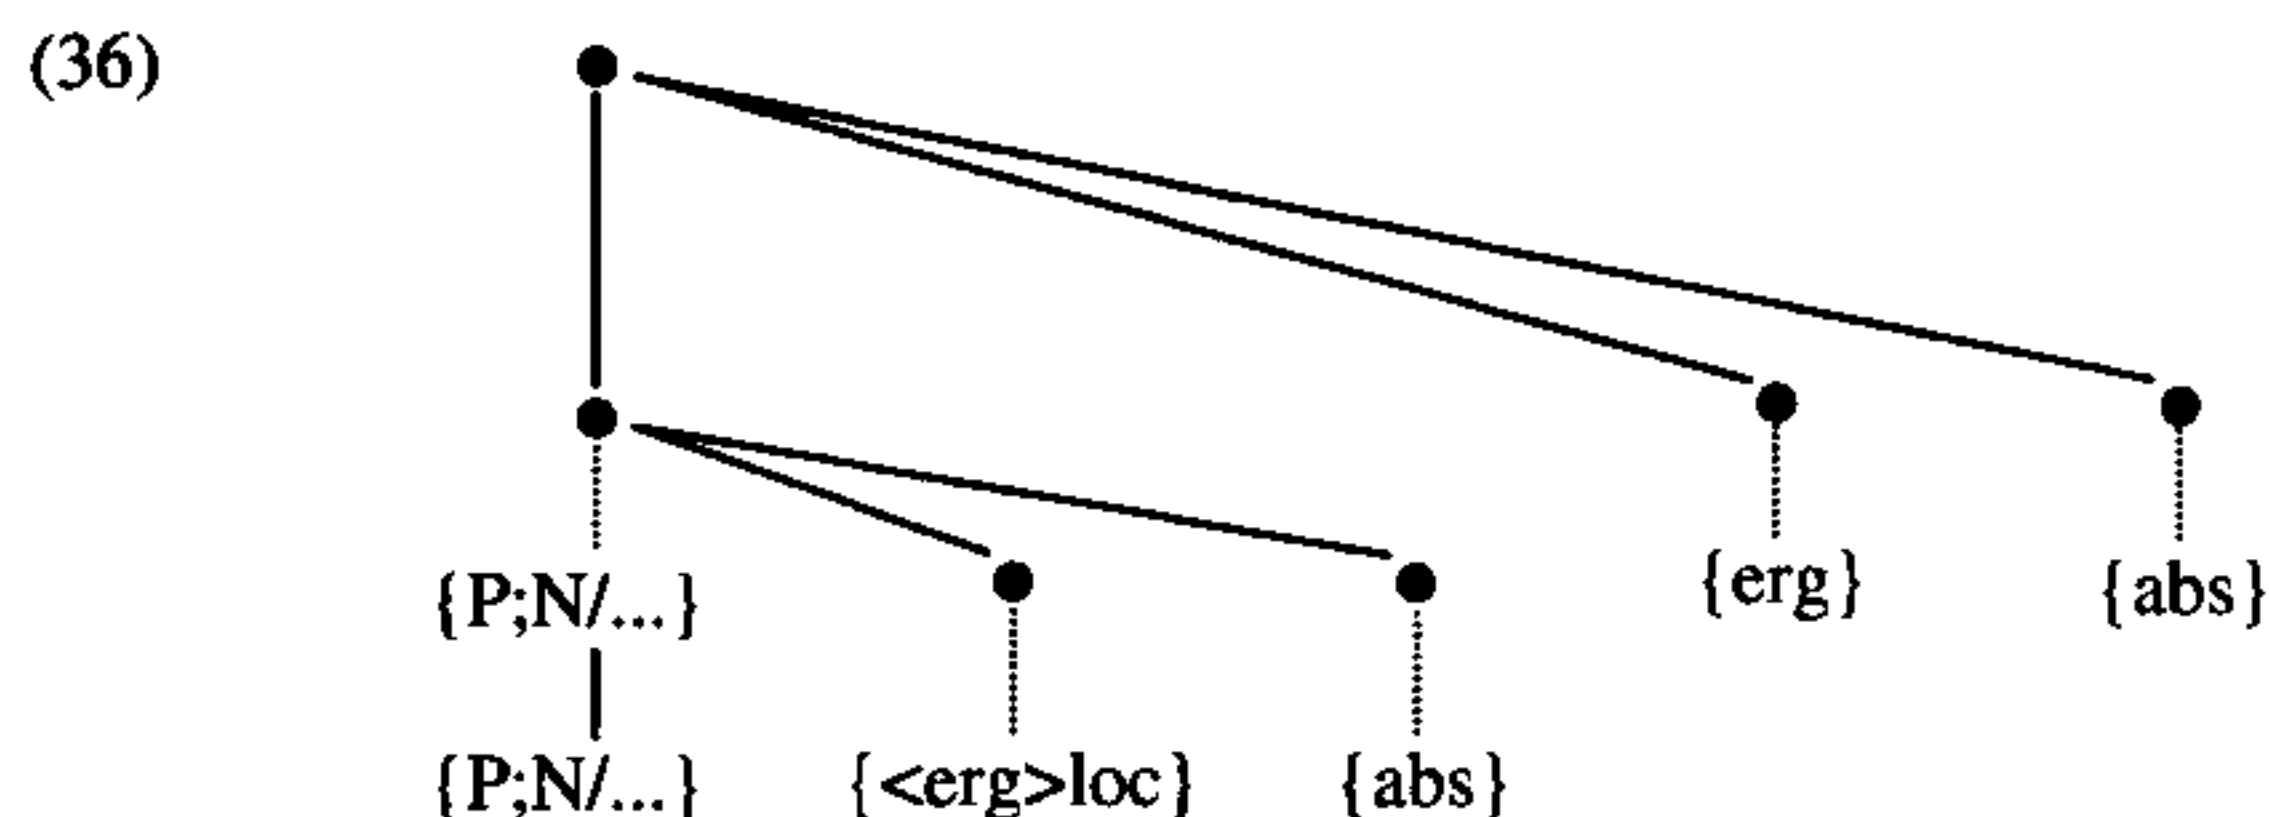 (36)
{P;N/...} {erg} {abs}
{P;N/...} {<erg>loc} {abs}